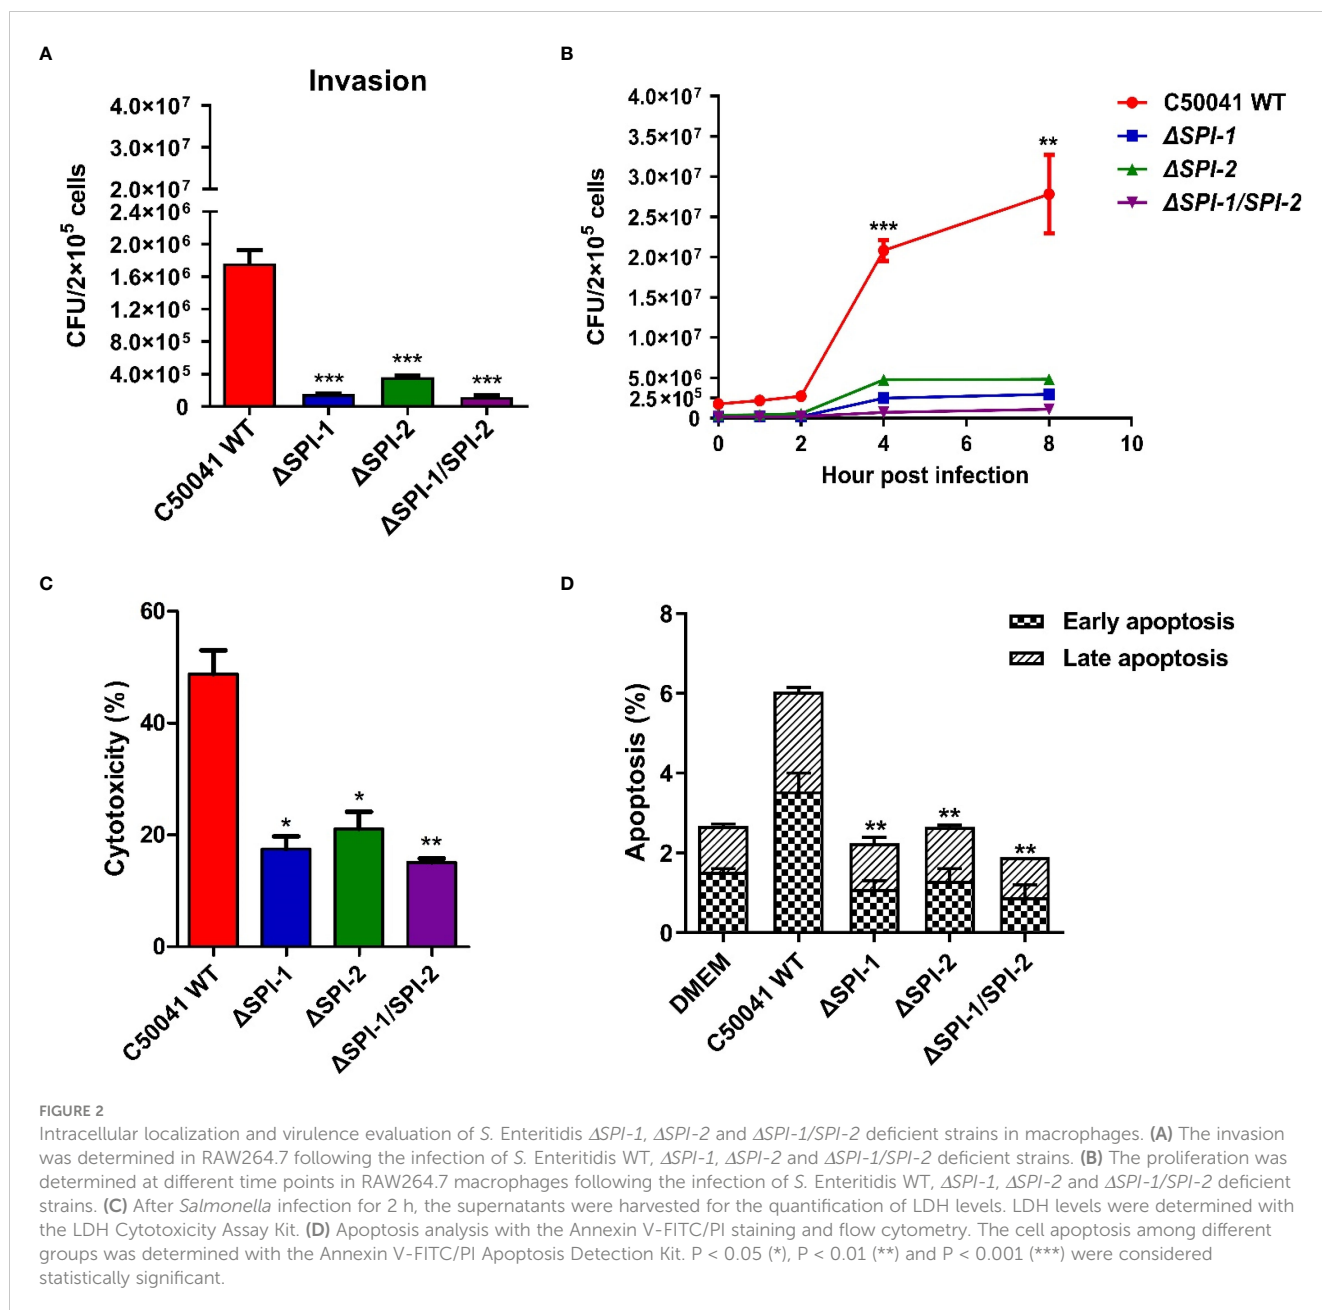 A
Invasion
CFU/2×10⁵ cells
4.0×10⁷
3.0×10⁷
2.0×10⁷
2.4×10⁶
2.0×10⁶
1.6×10⁶
1.2×10⁶
8.0×10⁵
4.0×10⁵
0
***
***
***
C50041 WT
ΔSPI-1
ΔSPI-2
ΔSPI-1/SPI-2
B
CFU/2×10⁵ cells
4.0×10⁷
3.5×10⁷
3.0×10⁷
2.5×10⁷
2.0×10⁷
1.5×10⁷
1.0×10⁷
5.0×10⁶
2.5×10⁵
0
***
**
0
2
4
6
8
10
Hour post infection
C50041 WT
ΔSPI-1
ΔSPI-2
ΔSPI-1/SPI-2
C
Cytotoxicity (%)
60
40
20
0
*
*
**
C50041 WT
ΔSPI-1
ΔSPI-2
ΔSPI-1/SPI-2
D
Apoptosis (%)
8
6
4
2
0
**
**
**
Early apoptosis
Late apoptosis
DMEM
C50041 WT
ΔSPI-1
ΔSPI-2
ΔSPI-1/SPI-2
FIGURE 2
Intracellular localization and virulence evaluation of S. Enteritidis ΔSPI-1, ΔSPI-2 and ΔSPI-1/SPI-2 deficient strains in macrophages. (A) The invasion
was determined in RAW264.7 following the infection of S. Enteritidis WT, ΔSPI-1, ΔSPI-2 and ΔSPI-1/SPI-2 deficient strains. (B) The proliferation was
determined at different time points in RAW264.7 macrophages following the infection of S. Enteritidis WT, ΔSPI-1, ΔSPI-2 and ΔSPI-1/SPI-2 deficient
strains. (C) After Salmonella infection for 2 h, the supernatants were harvested for the quantification of LDH levels. LDH levels were determined with
the LDH Cytotoxicity Assay Kit. (D) Apoptosis analysis with the Annexin V-FITC/PI staining and flow cytometry. The cell apoptosis among different
groups was determined with the Annexin V-FITC/PI Apoptosis Detection Kit. P < 0.05 (*), P < 0.01 (**) and P < 0.001 (***) were considered
statistically significant.